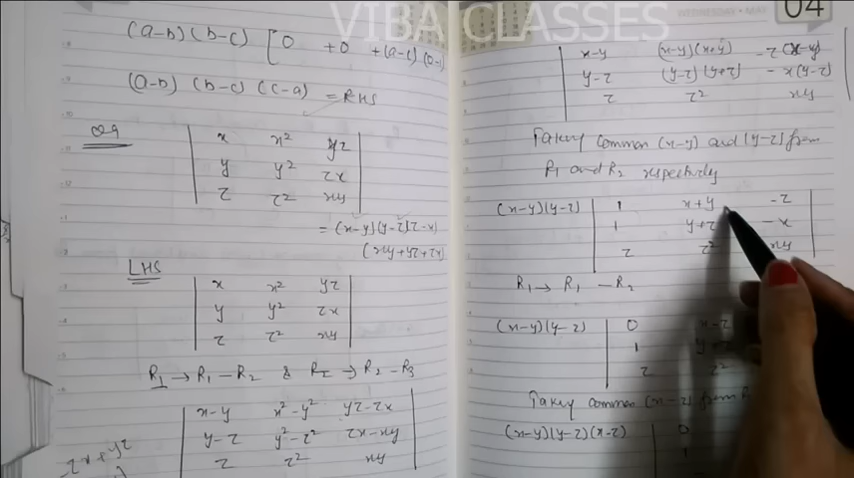 VIBA CLASSES
(a-b) (b-c) [0 +0 +(a-c) (0-1)
(a-b) (b-c) (c-a) = RHS
Q9
| x x² yz |
| y y² zx |
| z z² xy |
= (x-y)(y-z)(z-x)
(xy+yz+zx)
LHS
| x x² yz |
| y y² zx |
| z z² xy |
R₁ → R₁ - R₂ & R₂ → R₂ - R₃
| x-y x²-y² yz-zx |
| y-z y²-z² zx-xy |
| z z² xy |
WEDNESDAY
04
| x-y (x-y)(x+y) -z(x-y) |
| y-z (y-z)(y+z) -x(y-z) |
| z z² xy |
Taking common (x-y) and (y-z) from
R₁ and R₂ respectively
(x-y)(y-z) | 1 x+y -z |
| 1 y+z -x |
| z z² xy |
R₁ → R₁ - R₂
(x-y)(y-z) | 0 x-z
| 1
| z z²
Taking common (x-z) from
(x-y)(y-z)(x-z) | 0
| 1